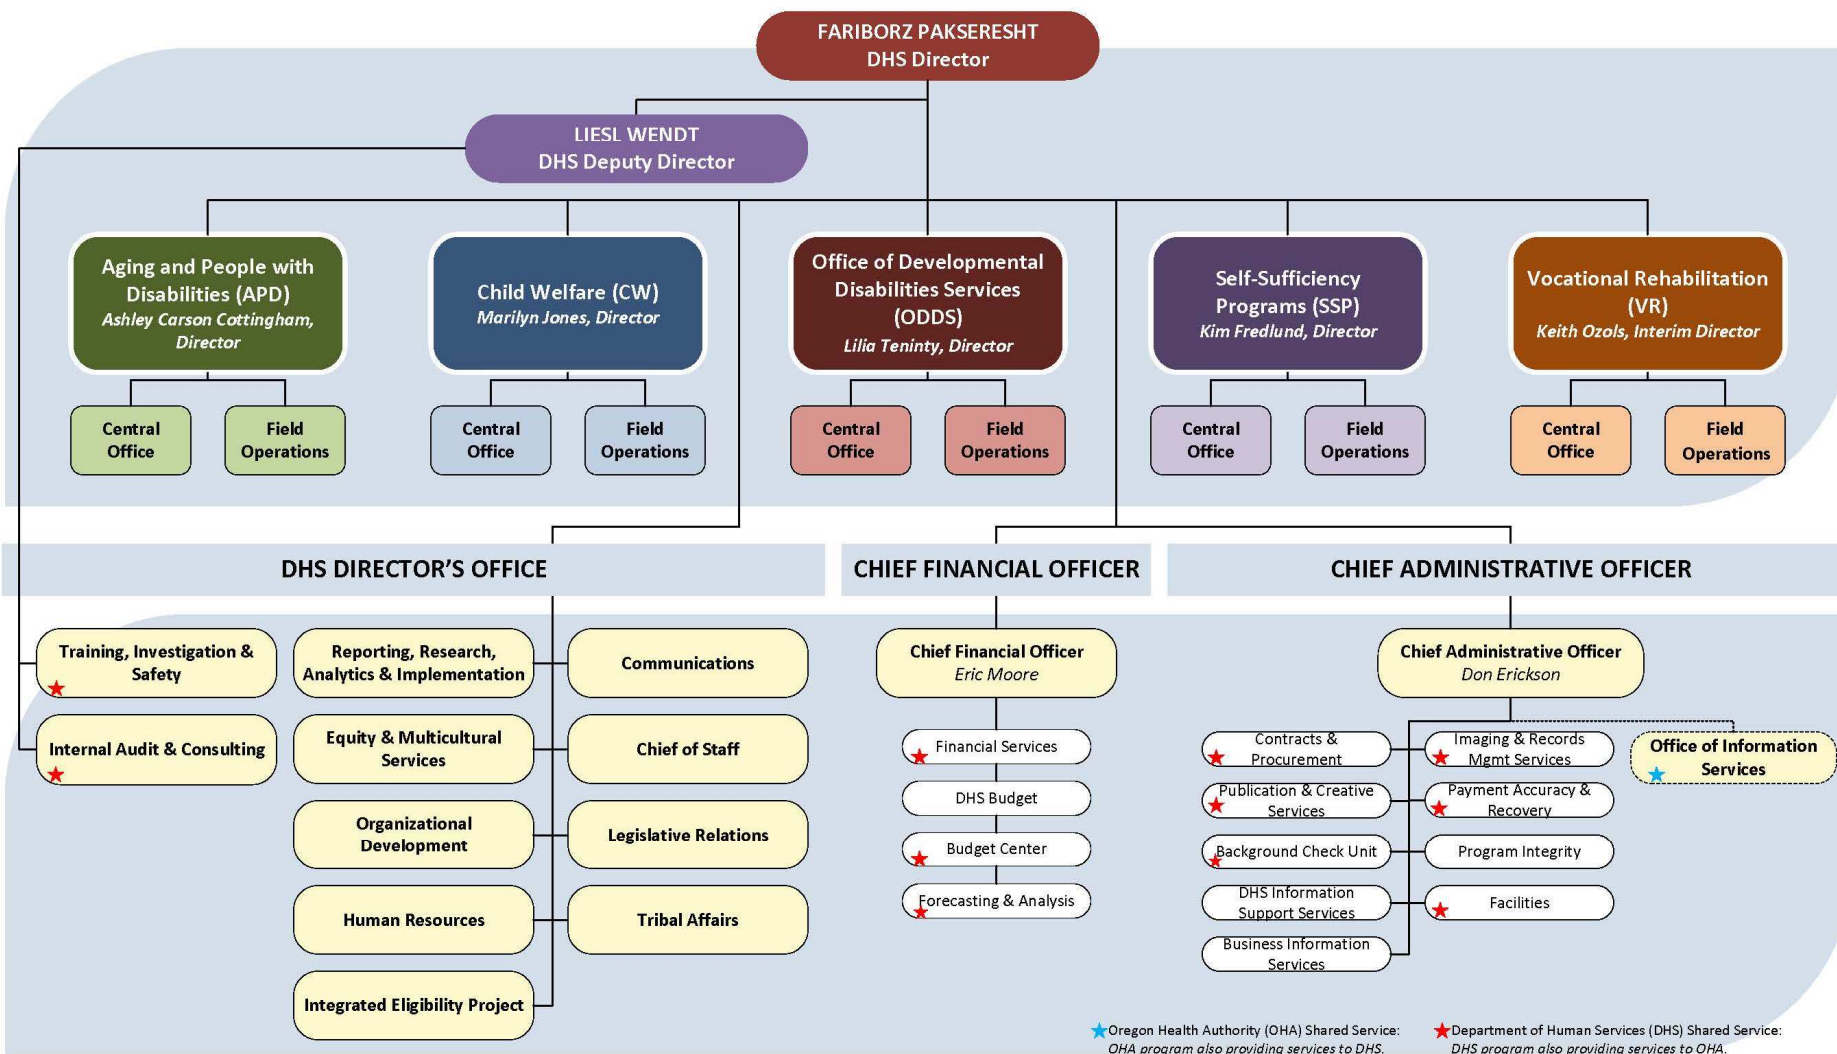 FARIBORZ PAKSERESHT
DHS Director
LIESL WENDT
DHS Deputy Director
Aging and People with
Disabilities (APD)
Ashley Carson Cottingham,
Director
Child Welfare (CW)
Marilyn Jones, Director
Office of Developmental
Disabilities Services
(ODDS)
Lilia Teninty, Director
Self-Sufficiency
Programs (SSP)
Kim Fredlund, Director
Vocational Rehabilitation
(VR)
Keith Ozols, Interim Director
Central
Office
Field
Operations
Central
Office
Field
Operations
Central
Office
Field
Operations
Central
Office
Field
Operations
Central
Office
Field
Operations
DHS DIRECTOR'S OFFICE
CHIEF FINANCIAL OFFICER
CHIEF ADMINISTRATIVE OFFICER
Training, Investigation &
Safety
Internal Audit & Consulting
Reporting, Research,
Analytics & Implementation
Equity & Multicultural
Services
Organizational
Development
Human Resources
Integrated Eligibility Project
Communications
Chief of Staff
Legislative Relations
Tribal Affairs
Chief Financial Officer
Eric Moore
Financial Services
DHS Budget
Budget Center
Forecasting & Analysis
Chief Administrative Officer
Don Erickson
Contracts &
Procurement
Publication & Creative
Services
Background Check Unit
DHS Information
Support Services
Business Information
Services
Imaging & Records
Mgmt Services
Payment Accuracy &
Recovery
Program Integrity
Facilities
Office of Information
Services
Oregon Health Authority (OHA) Shared Service:
OHA program also providing services to DHS.
Department of Human Services (DHS) Shared Service:
DHS program also providing services to OHA.